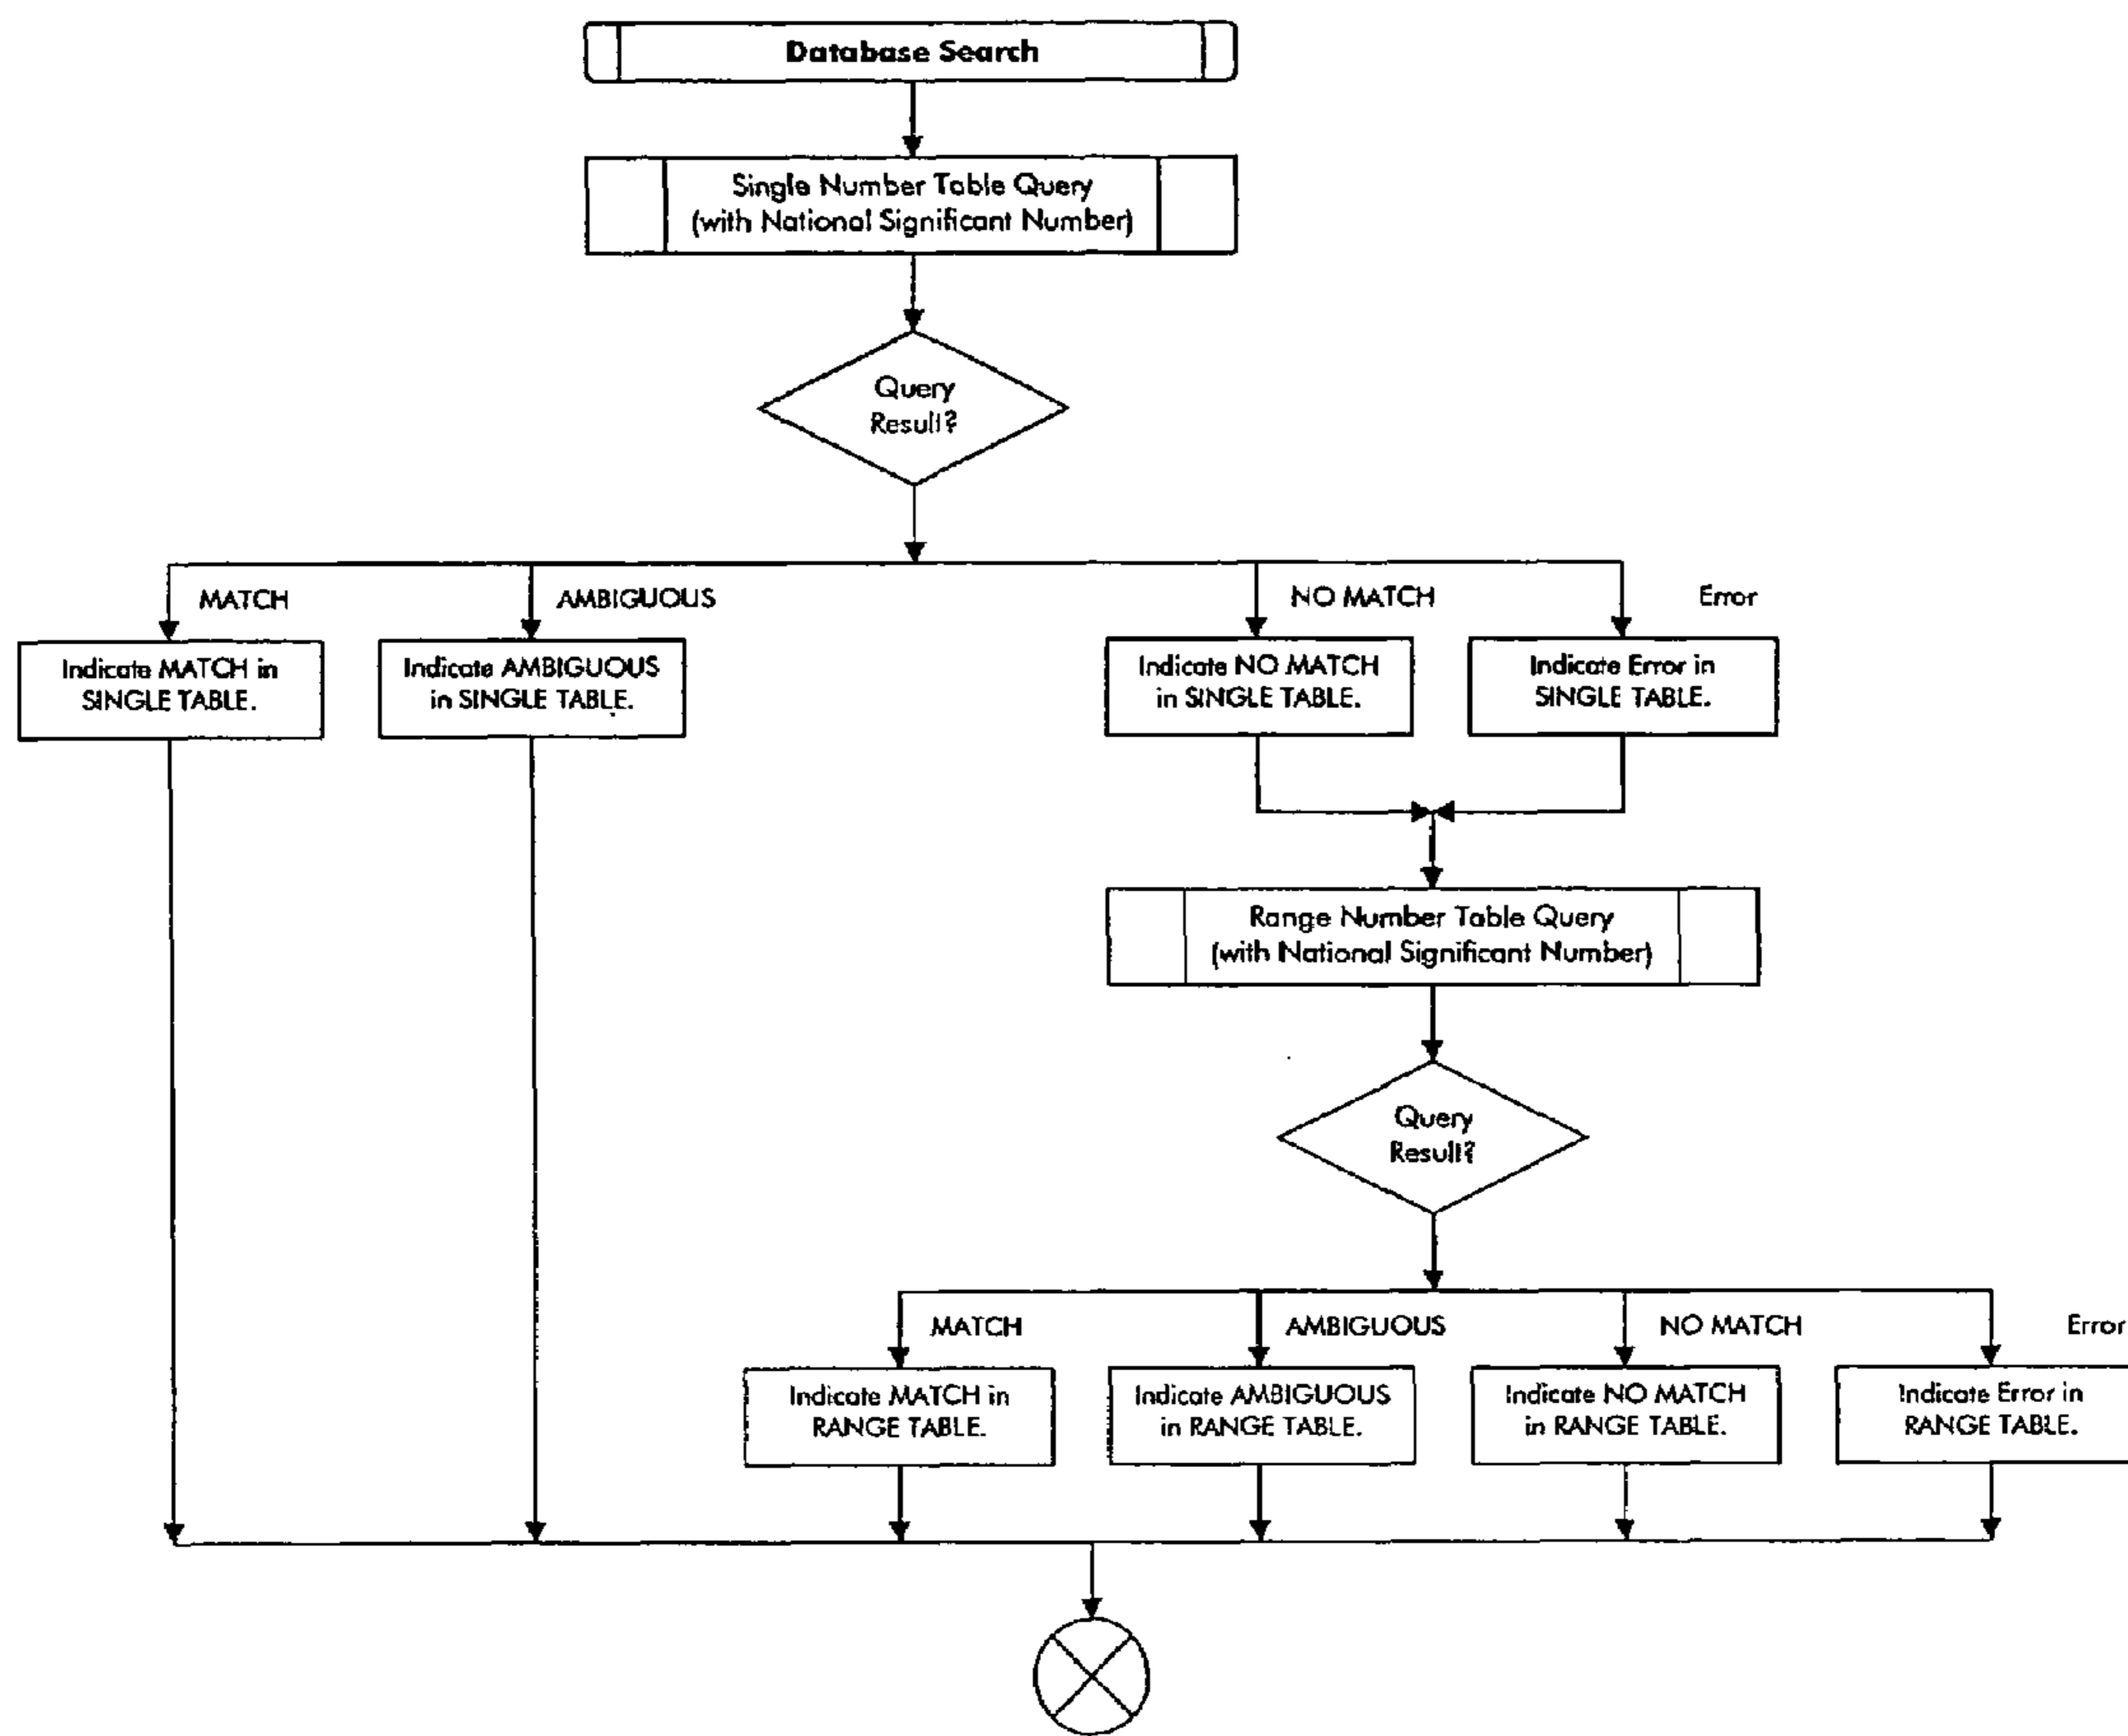 Database Search
Single Number Table Query
(with National Significant Number)
Query
Result?
MATCH
AMBIGUOUS
NO MATCH
Error
Indicate MATCH in
SINGLE TABLE.
Indicate AMBIGUOUS
in SINGLE TABLE.
Indicate NO MATCH
in SINGLE TABLE.
Indicate Error in
SINGLE TABLE.
Range Number Table Query
(with National Significant Number)
Query
Result?
MATCH
AMBIGUOUS
NO MATCH
Error
Indicate MATCH in
RANGE TABLE.
Indicate AMBIGUOUS
in RANGE TABLE.
Indicate NO MATCH
in RANGE TABLE.
Indicate Error in
RANGE TABLE.